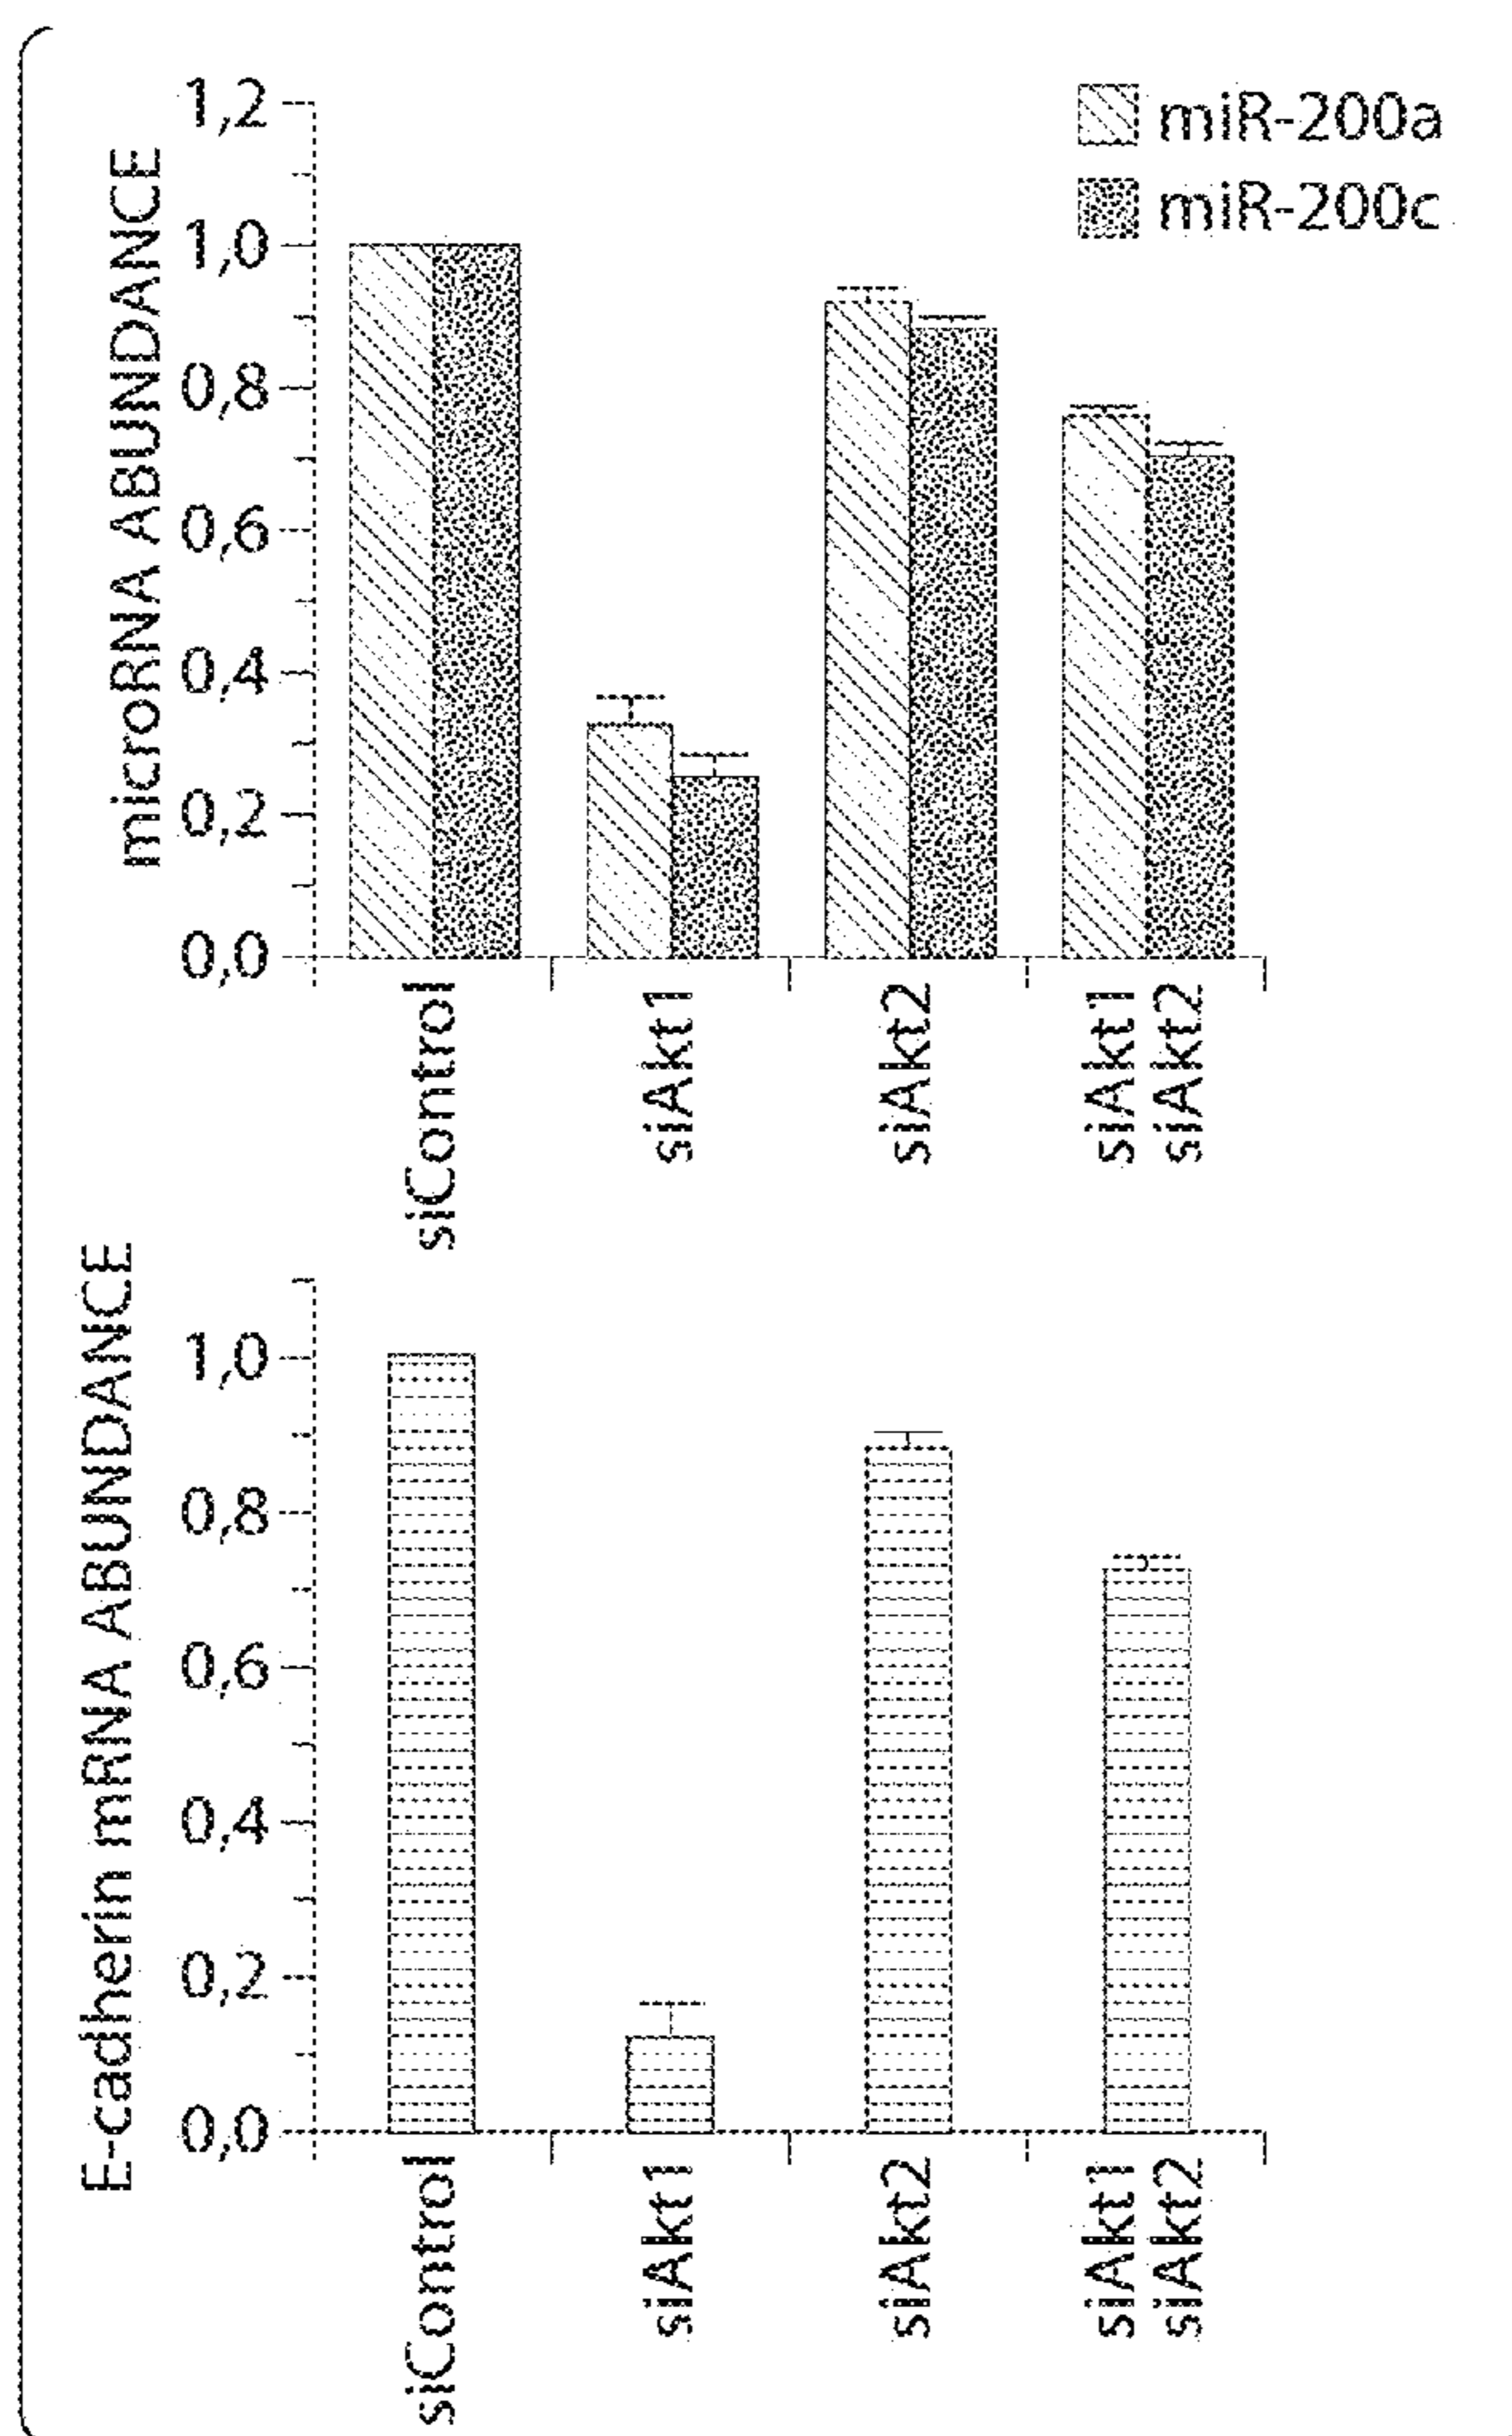 microRNA ABUNDANCE
1,2
1,0
0,8
0,6
0,4
0,2
0,0
miR-200a
miR-200c
siControl
siAkt1
siAkt2
siAkt1
siAkt2
E-cadherin mRNA ABUNDANCE
1,0
0,8
0,6
0,4
0,2
0,0
siControl
siAkt1
siAkt2
siAkt1
siAkt2